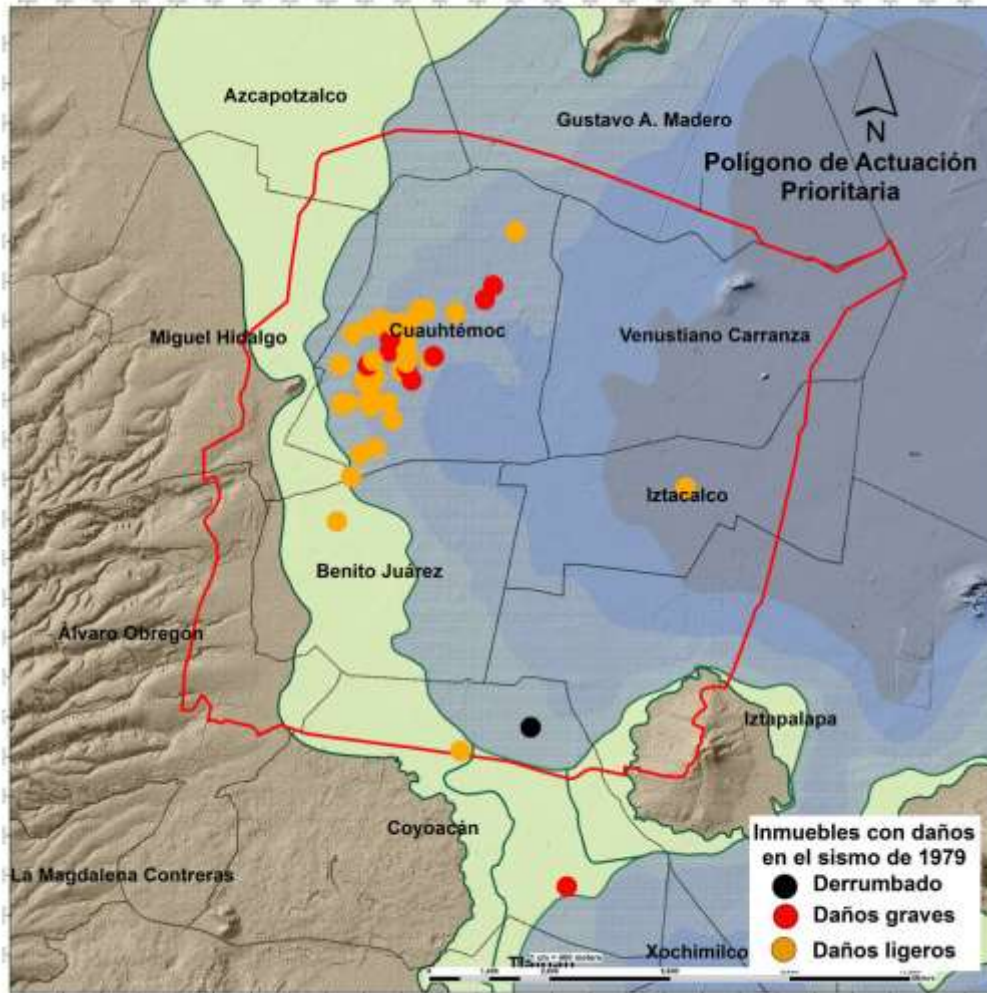 Azcapotzalco
Gustavo A. Madero
N
Polígono de Actuación
Prioritaria
Miguel Hidalgo
Cuauhtémoc
Venustiano Carranza
Iztacalco
Benito Juárez
Álvaro Obregón
Iztapalapa
Coyoacán
La Magdalena Contreras
Xochimilco
Inmuebles con daños
en el sismo de 1979
Derrumbado
Daños graves
Daños ligeros